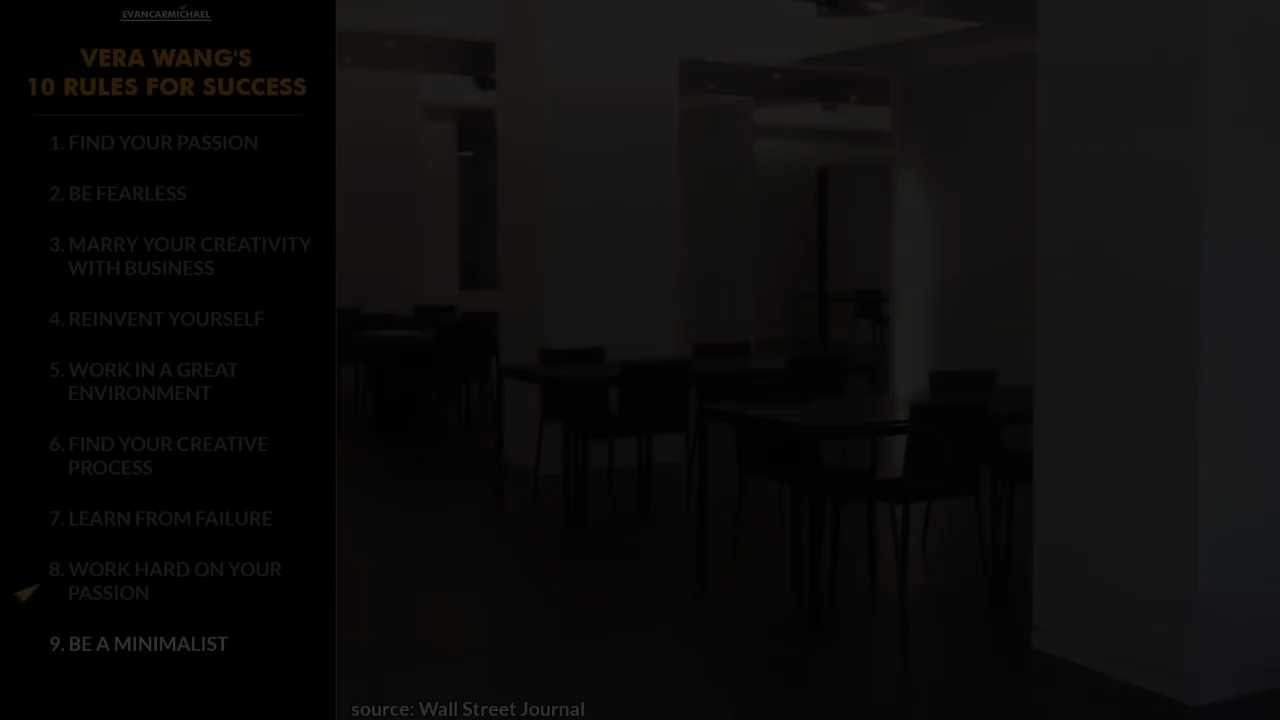 EVANCARMICHAEL
VERA WANG'S
10 RULES FOR SUCCESS
1. FIND YOUR PASSION
2. BE FEARLESS
3. MARRY YOUR CREATIVITY
WITH BUSINESS
4. REINVENT YOURSELF
5. WORK IN A GREAT
ENVIRONMENT
6. FIND YOUR CREATIVE
PROCESS
7. LEARN FROM FAILURE
8. WORK HARD ON YOUR
PASSION
9. BE A MINIMALIST
source: Wall Street Journal